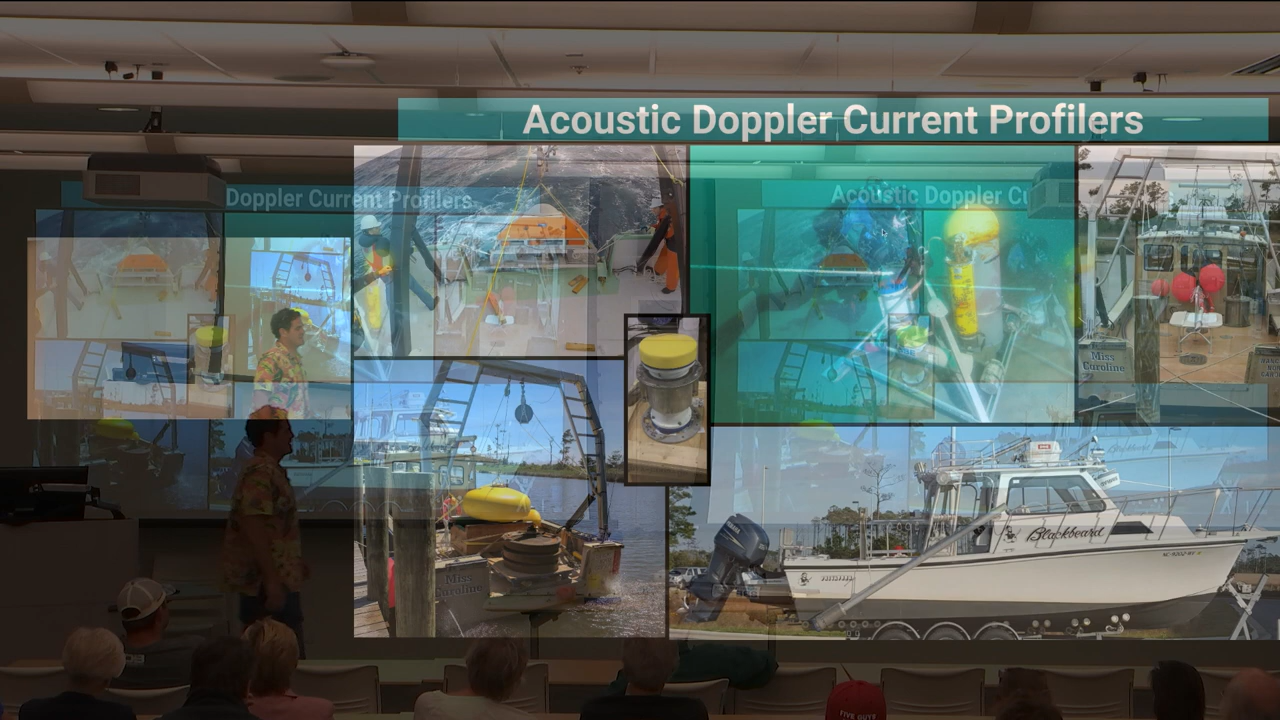 Acoustic Doppler Current Profilers
Doppler Current Profilers
Acoustic Doppler Cu
Miss
Caroline
Miss
Caroline
Blackbeard
FIVE GUYS